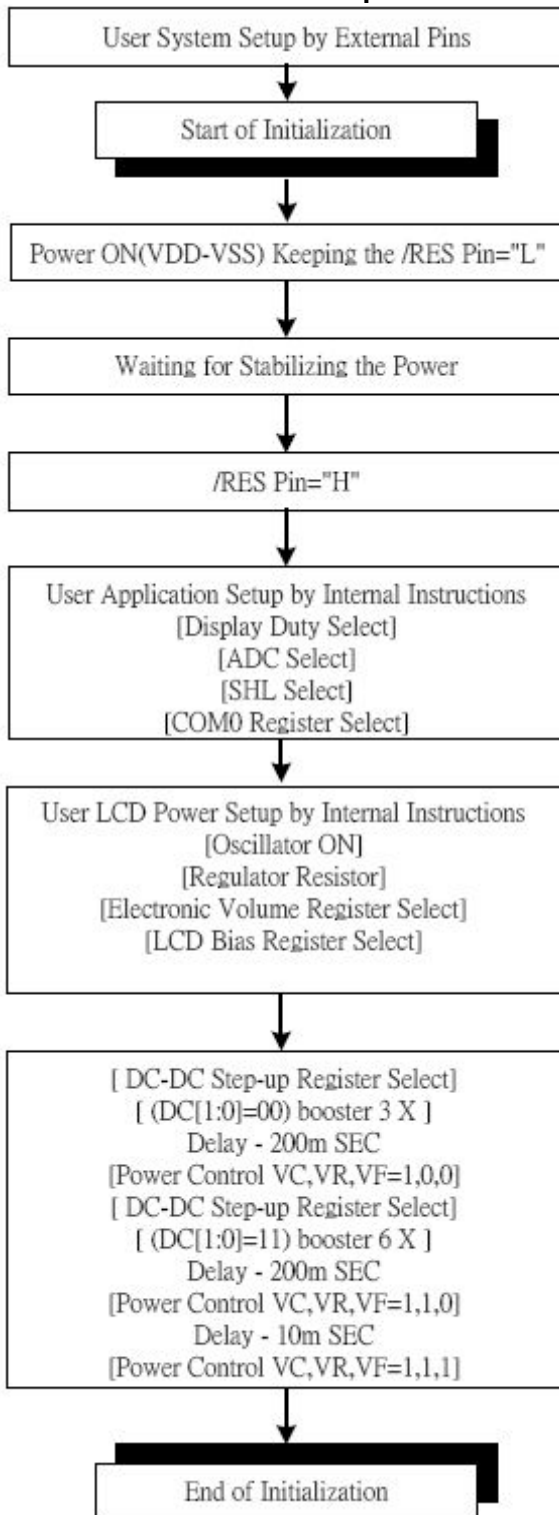 User System Setup by External Pins
Start of Initialization
Power ON(VDD-VSS) Keeping the /RES Pin="L"
Waiting for Stabilizing the Power
/RES Pin="H"
User Application Setup by Internal Instructions
[Display Duty Select]
[ADC Select]
[SHL Select]
[COM0 Register Select]
User LCD Power Setup by Internal Instructions
[Oscillator ON]
[Regulator Resistor]
[Electronic Volume Register Select]
[LCD Bias Register Select]
[ DC-DC Step-up Register Select]
[ (DC[1:0]=00) booster 3 X ]
Delay - 200m SEC
[Power Control VC,VR,VF=1,0,0]
[ DC-DC Step-up Register Select]
[ (DC[1:0]=11) booster 6 X ]
Delay - 200m SEC
[Power Control VC,VR,VF=1,1,0]
Delay - 10m SEC
[Power Control VC,VR,VF=1,1,1]
End of Initialization